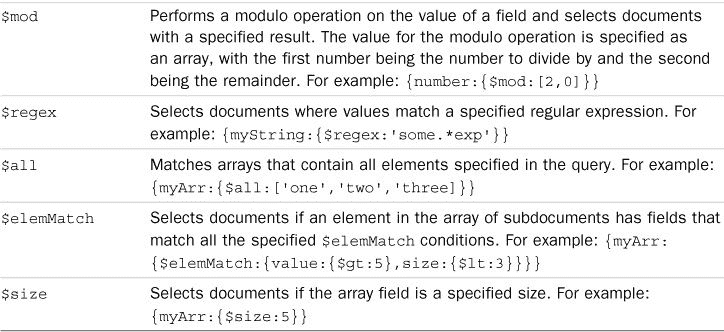 $mod Performs a modulo operation on the value of a field and selects documents
with a specified result. The value for the modulo operation is specified as
an array, with the first number being the number to divide by and the second
being the remainder. For example: {number:{$mod:[2,0]}}
$regex Selects documents where values match a specified regular expression. For
example: {myString:{$regex:'some.*exp'}}
$all Matches arrays that contain all elements specified in the query. For example:
{myArr:{$all:['one','two','three]}}
$elemMatch Selects documents if an element in the array of subdocuments has fields that
match all the specified $elemMatch conditions. For example: {myArr:
{$elemMatch:{value:{$gt:5},size:{$lt:3}}}}
$size Selects documents if the array field is a specified size. For example:
{myArr:{$size:5}}